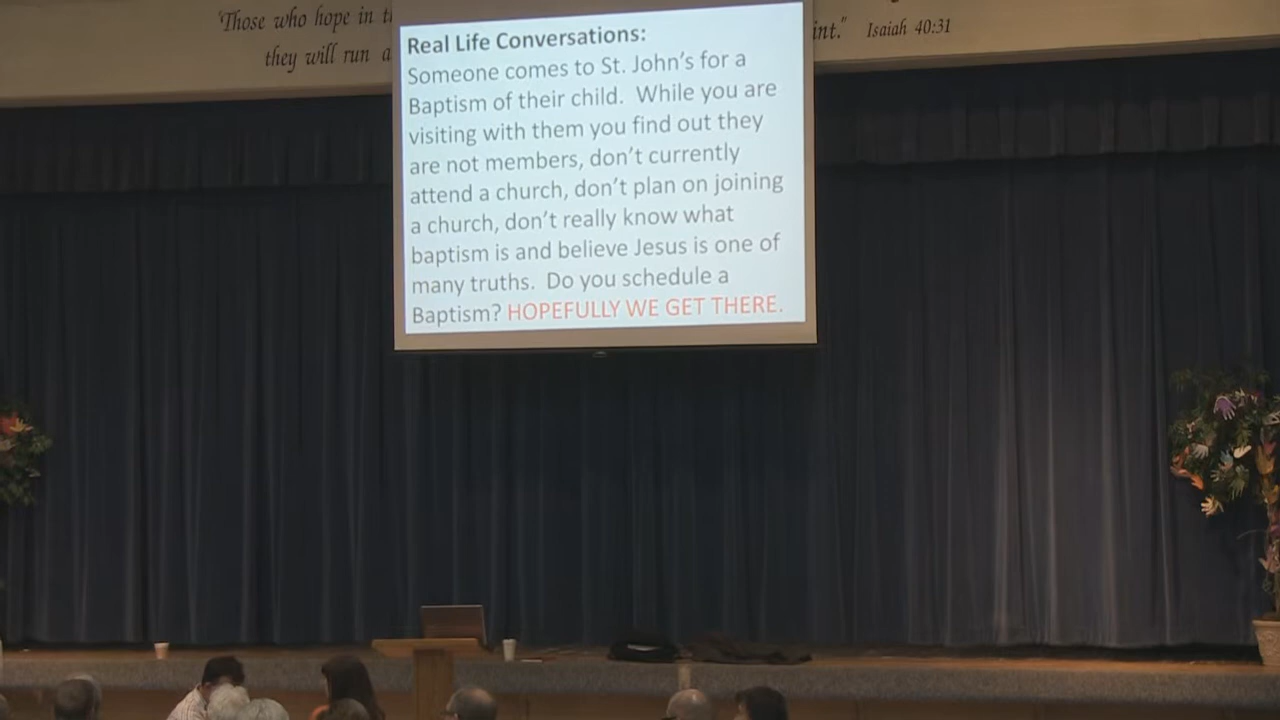 "Those who hope in t
int." Isaiah 40:31
they will run a
Real Life Conversations:
Someone comes to St. John's for a
Baptism of their child. While you are
visiting with them you find out they
are not members, don't currently
attend a church, don't plan on joining
a church, don't really know what
baptism is and believe Jesus is one of
many truths. Do you schedule a
Baptism? HOPEFULLY WE GET THERE.